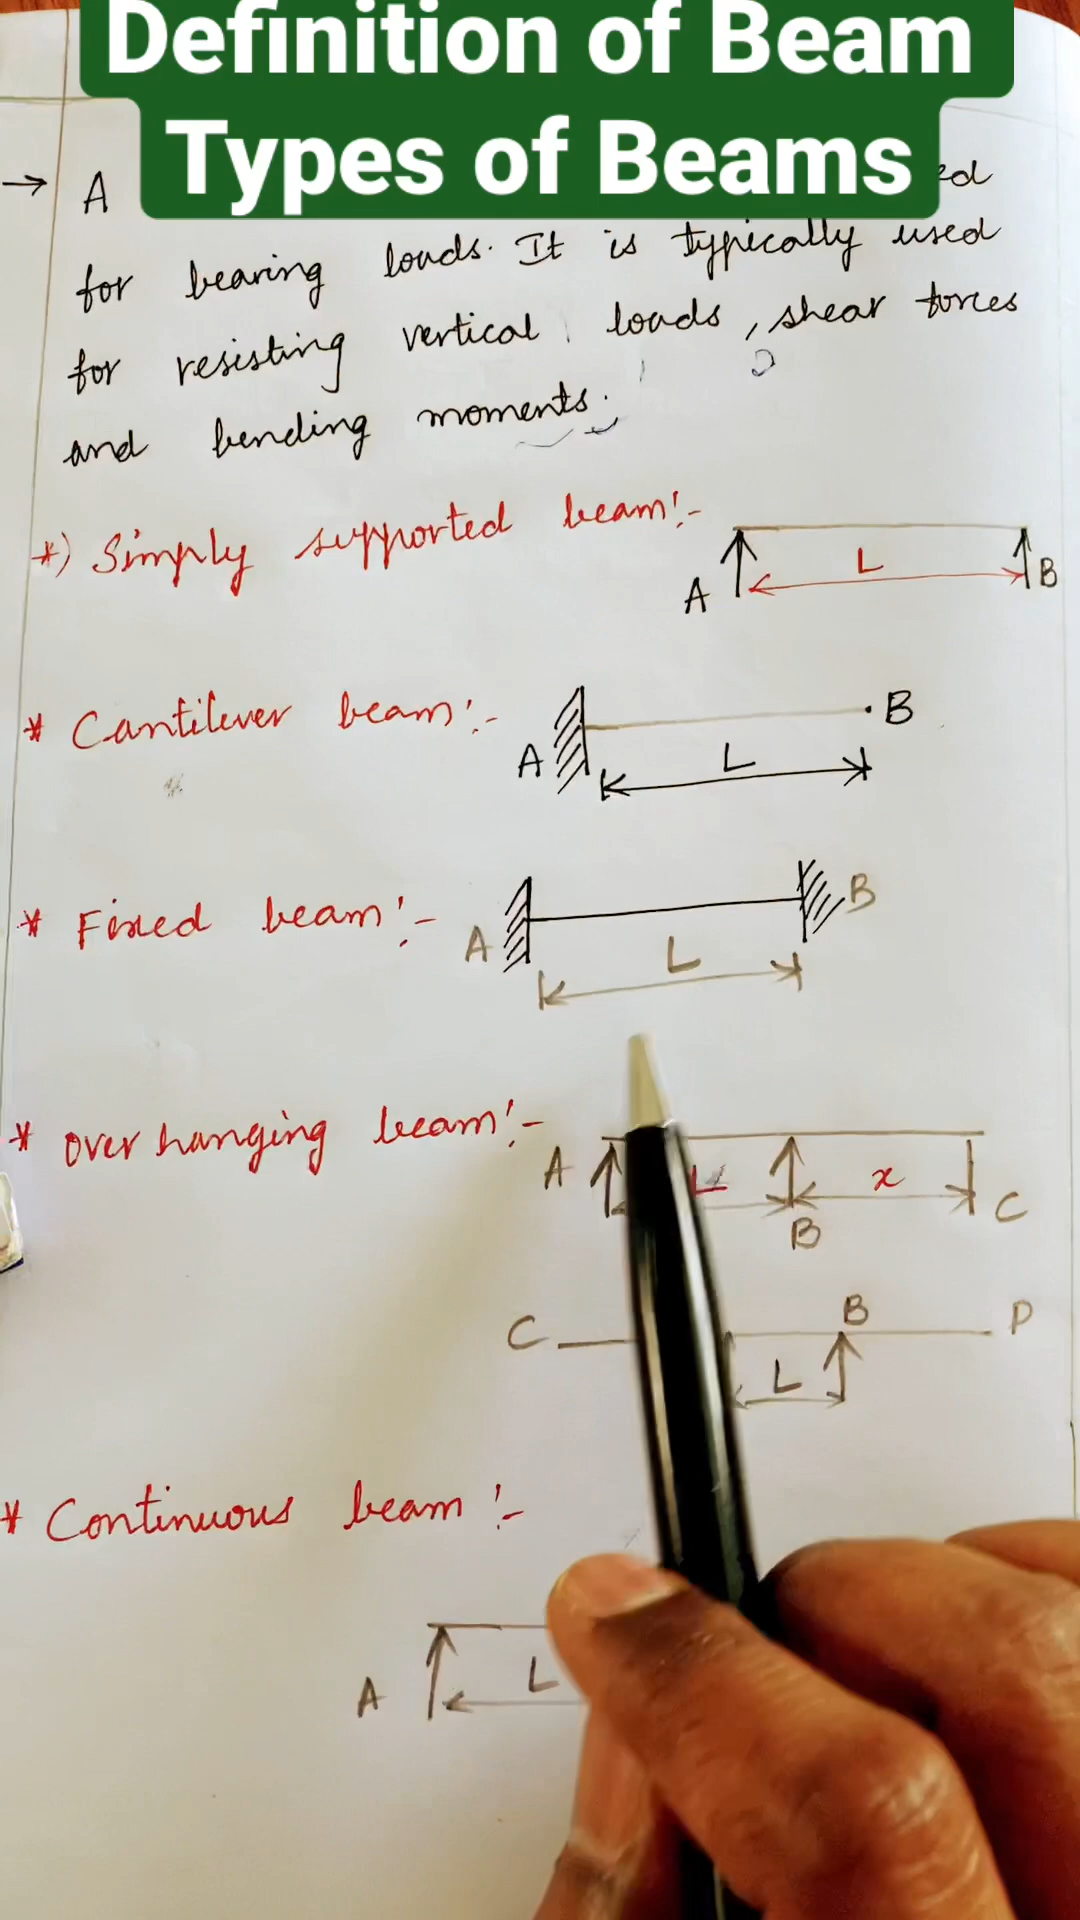 Definition of Beam
Types of Beams
→ A
for bearing loads. It is typically used
for resisting vertical loads, shear forces
and bending moments.
*) Simply supported beam:-
A L B
* Cantilever beam:-
A L B
* Fixed beam:-
A L B
* Over hanging beam:-
A L B x C
C L B P
* Continuous beam:-
A L